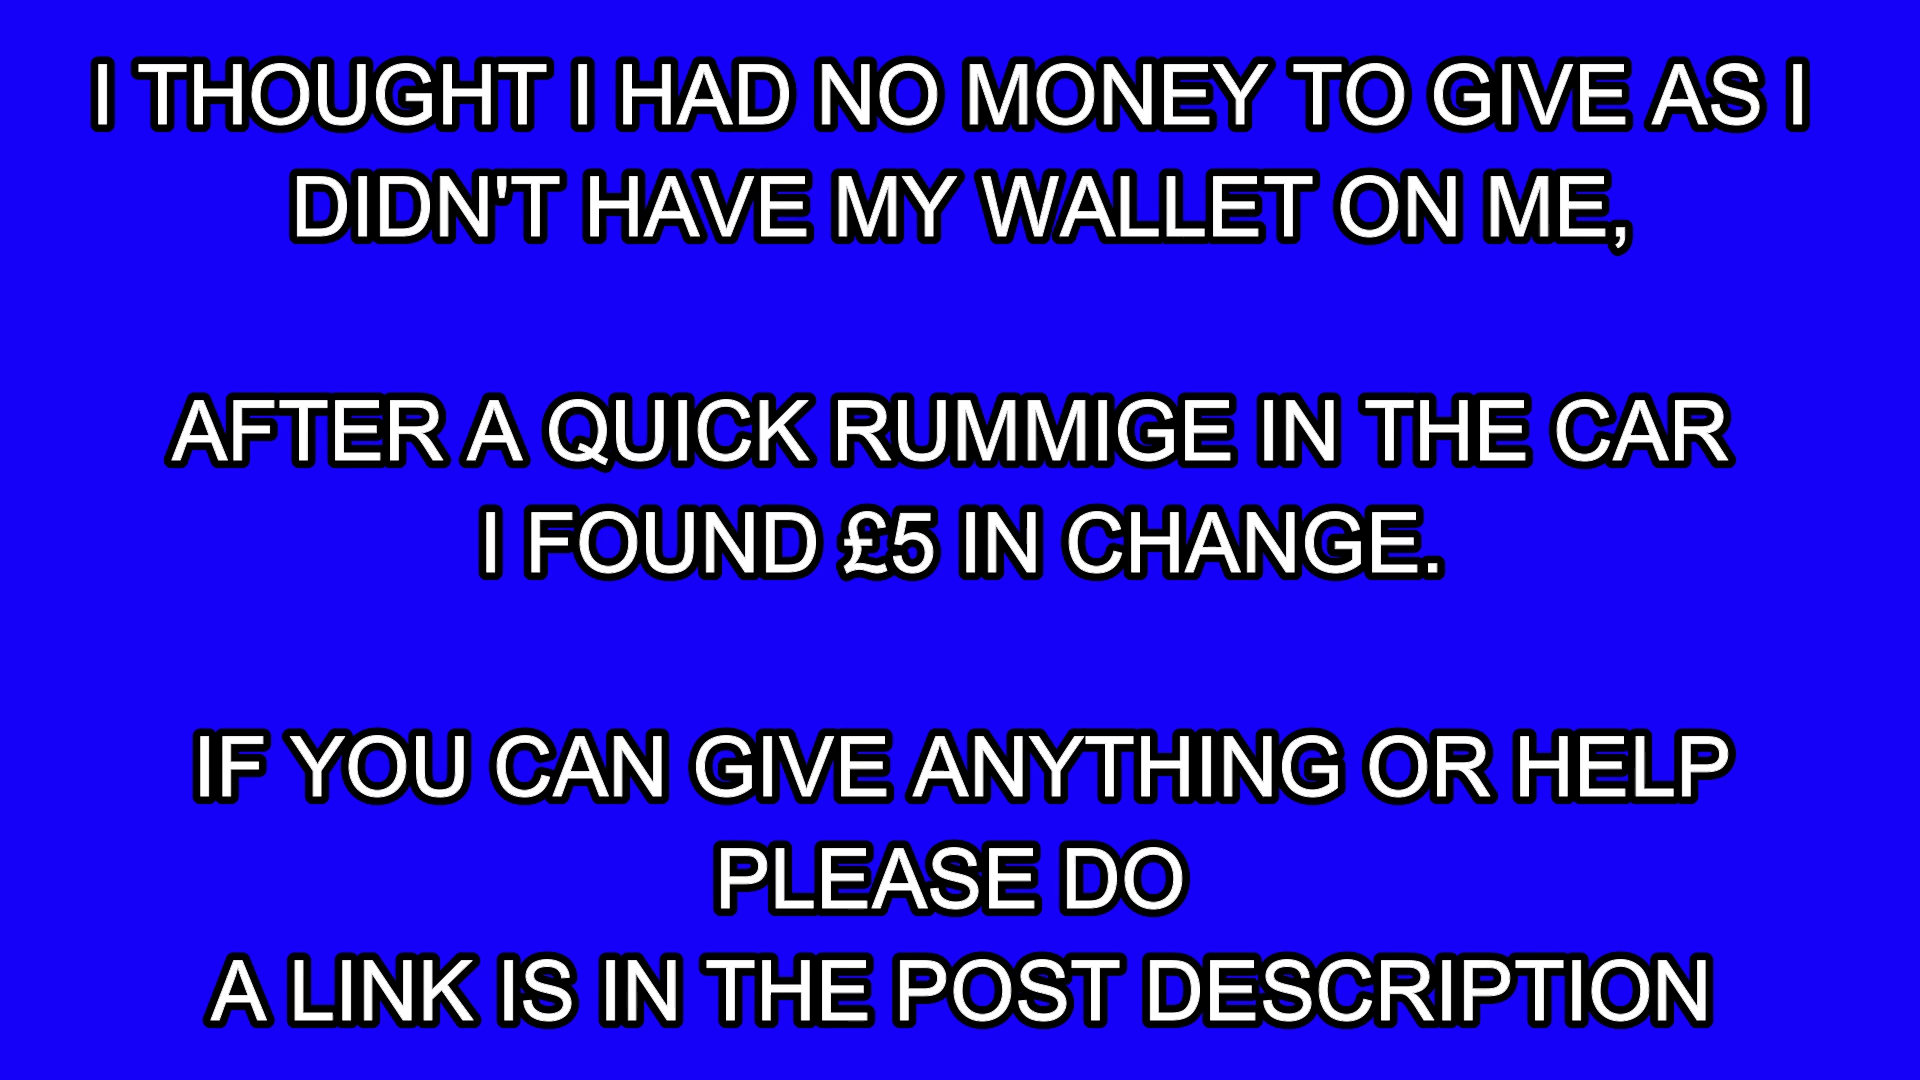 I THOUGHT I HAD NO MONEY TO GIVE AS I
DIDN'T HAVE MY WALLET ON ME,
AFTER A QUICK RUMMIGE IN THE CAR
I FOUND £5 IN CHANGE.
IF YOU CAN GIVE ANYTHING OR HELP
PLEASE DO
A LINK IS IN THE POST DESCRIPTION